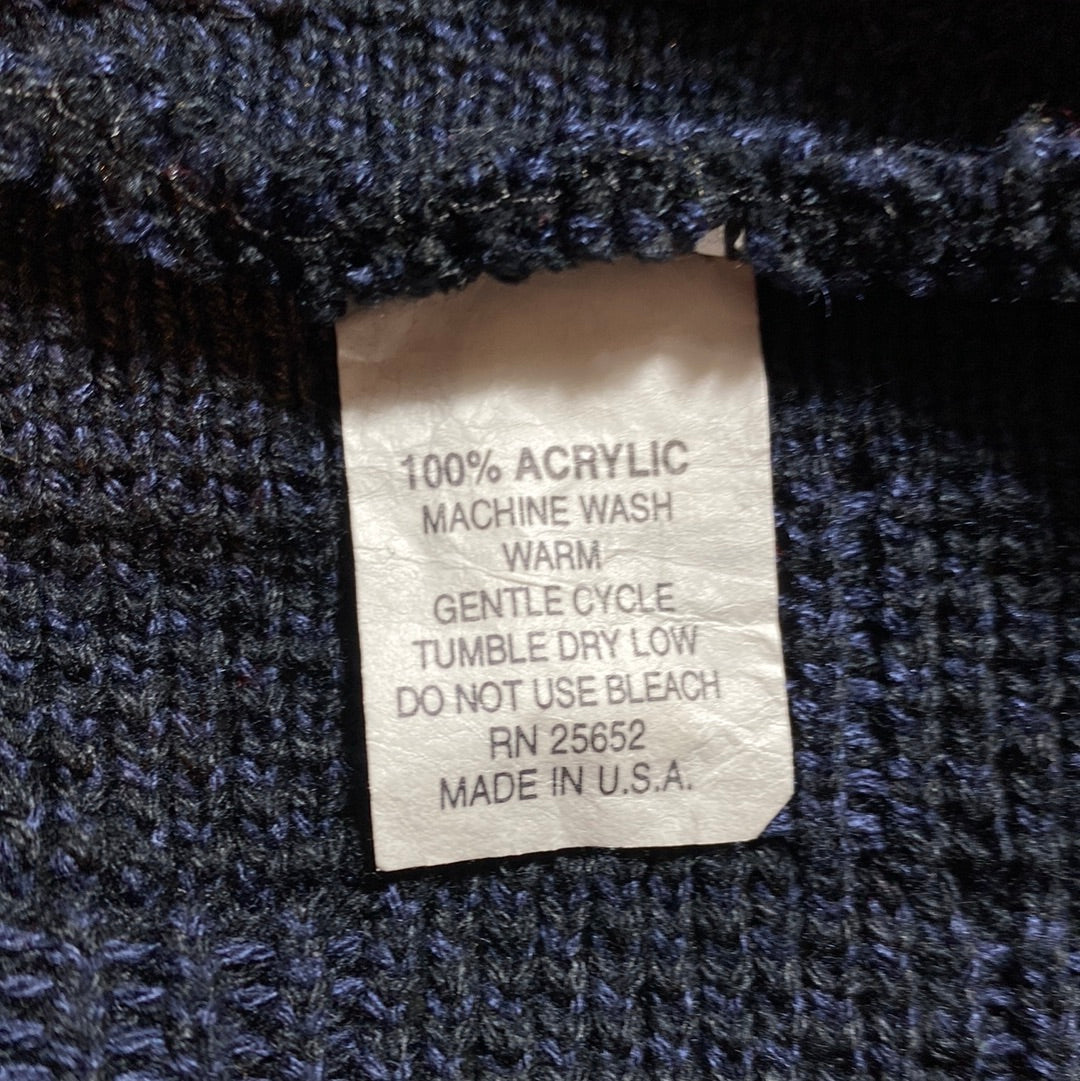 100% ACRYLIC
MACHINE WASH
WARM
GENTLE CYCLE
TUMBLE DRY LOW
DO NOT USE BLEACH
RN 25652
MADE IN U.S.A.